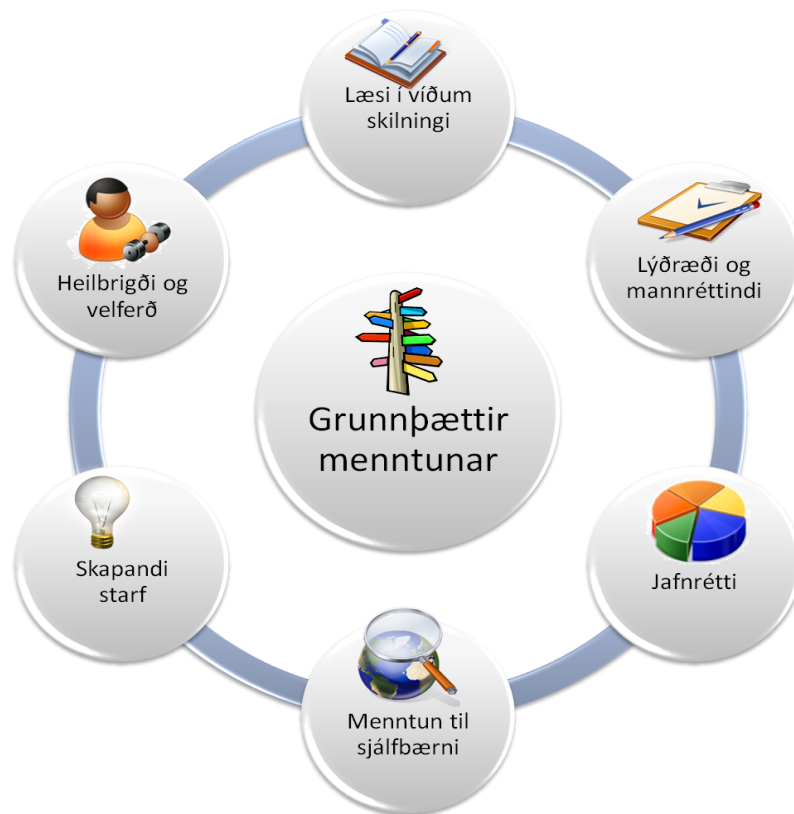 Læsi í víðum
skilningi
Lýðræði og
mannréttindi
Jafnrétti
Menntun til
sjálfbærni
Skapandi
starf
Heilbrigði og
velferð
Grunnþættir
menntunar